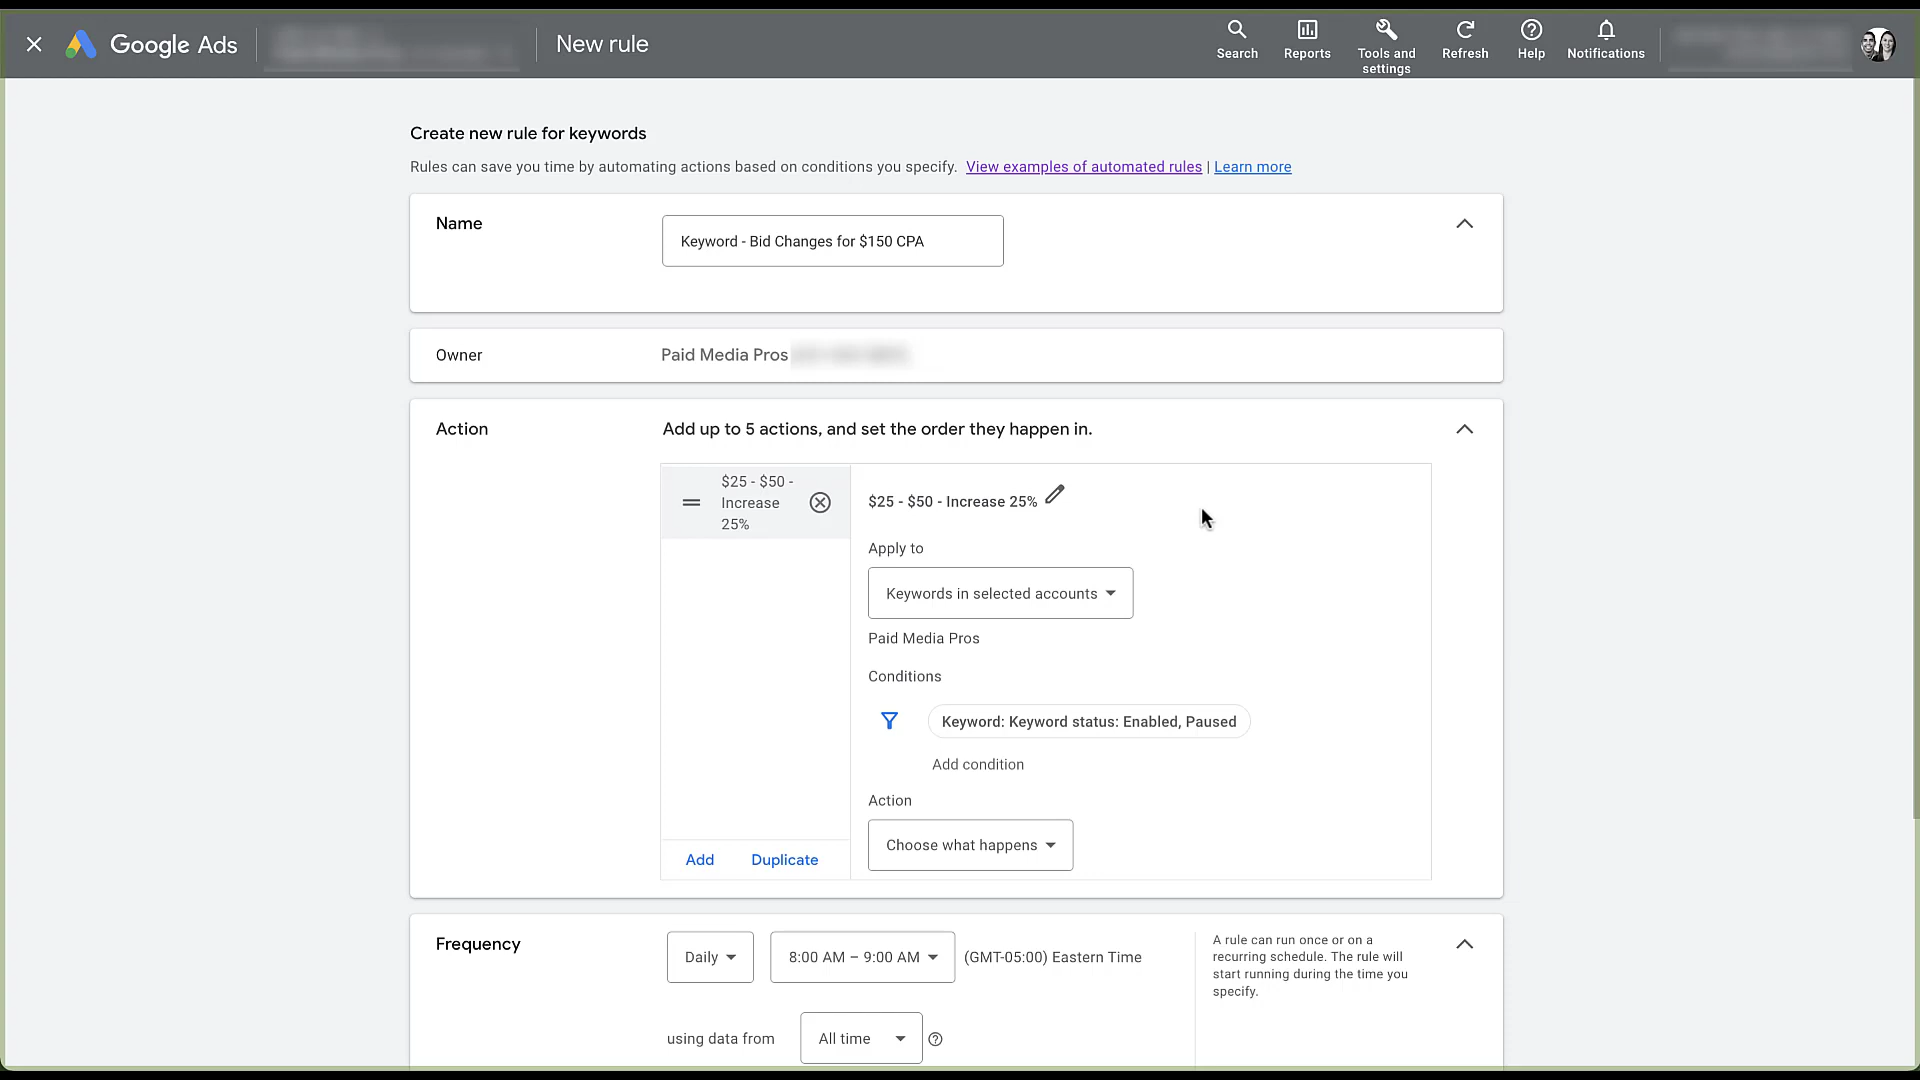 Google Ads
New rule
Search
Reports
Tools and
settings
Refresh
Help
Notifications
Create new rule for keywords
Rules can save you time by automating actions based on conditions you specify. View examples of automated rules | Learn more
Name
Keyword - Bid Changes for $150 CPA
Owner
Paid Media Pros
Action
Add up to 5 actions, and set the order they happen in.
$25 - $50 -
Increase
25%
$25 - $50 - Increase 25%
Apply to
Keywords in selected accounts
Paid Media Pros
Conditions
Keyword: Keyword status: Enabled, Paused
Add condition
Action
Choose what happens
Add
Duplicate
Frequency
Daily
8:00 AM – 9:00 AM
(GMT-05:00) Eastern Time
A rule can run once or on a
recurring schedule. The rule will
start running during the time you
specify.
using data from
All time